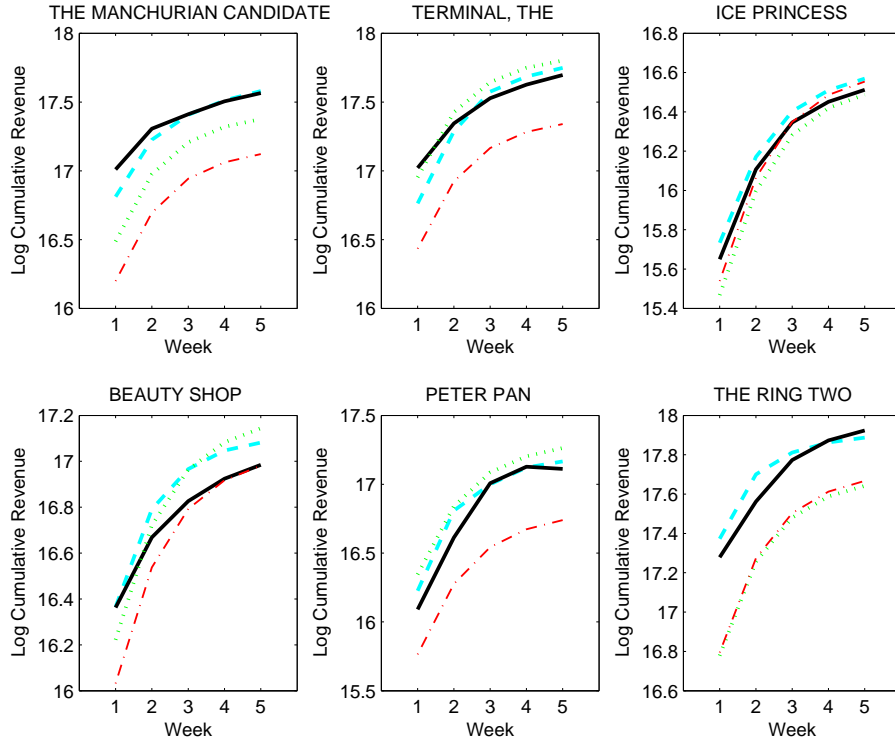 THE MANCHURIAN CANDIDATE
18
17.5
17
16.5
16
Log Cumulative Revenue
1 2 3 4 5
Week
TERMINAL, THE
18
17.5
17
16.5
16
Log Cumulative Revenue
1 2 3 4 5
Week
ICE PRINCESS
16.8
16.6
16.4
16.2
16
15.8
15.6
15.4
Log Cumulative Revenue
1 2 3 4 5
Week
BEAUTY SHOP
17.2
17
16.8
16.6
16.4
16.2
16
Log Cumulative Revenue
1 2 3 4 5
Week
PETER PAN
17.5
17
16.5
16
15.5
Log Cumulative Revenue
1 2 3 4 5
Week
THE RING TWO
18
17.8
17.6
17.4
17.2
17
16.8
16.6
Log Cumulative Revenue
1 2 3 4 5
Week